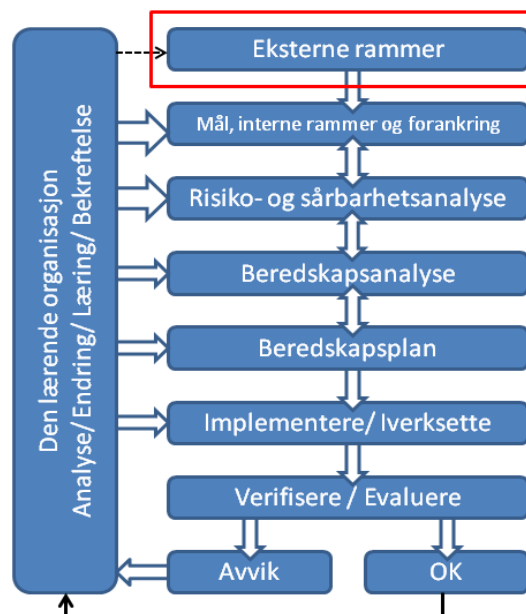 Eksterne rammer
Mål, interne rammer og forankring
Risiko- og sårbarhetsanalyse
Beredskapsanalyse
Beredskapsplan
Implementere/ Iverksette
Verifisere / Evaluere
Avvik
OK
Den lærende organisasjon
Analyse/ Endring/ Læring/ Bekreftelse